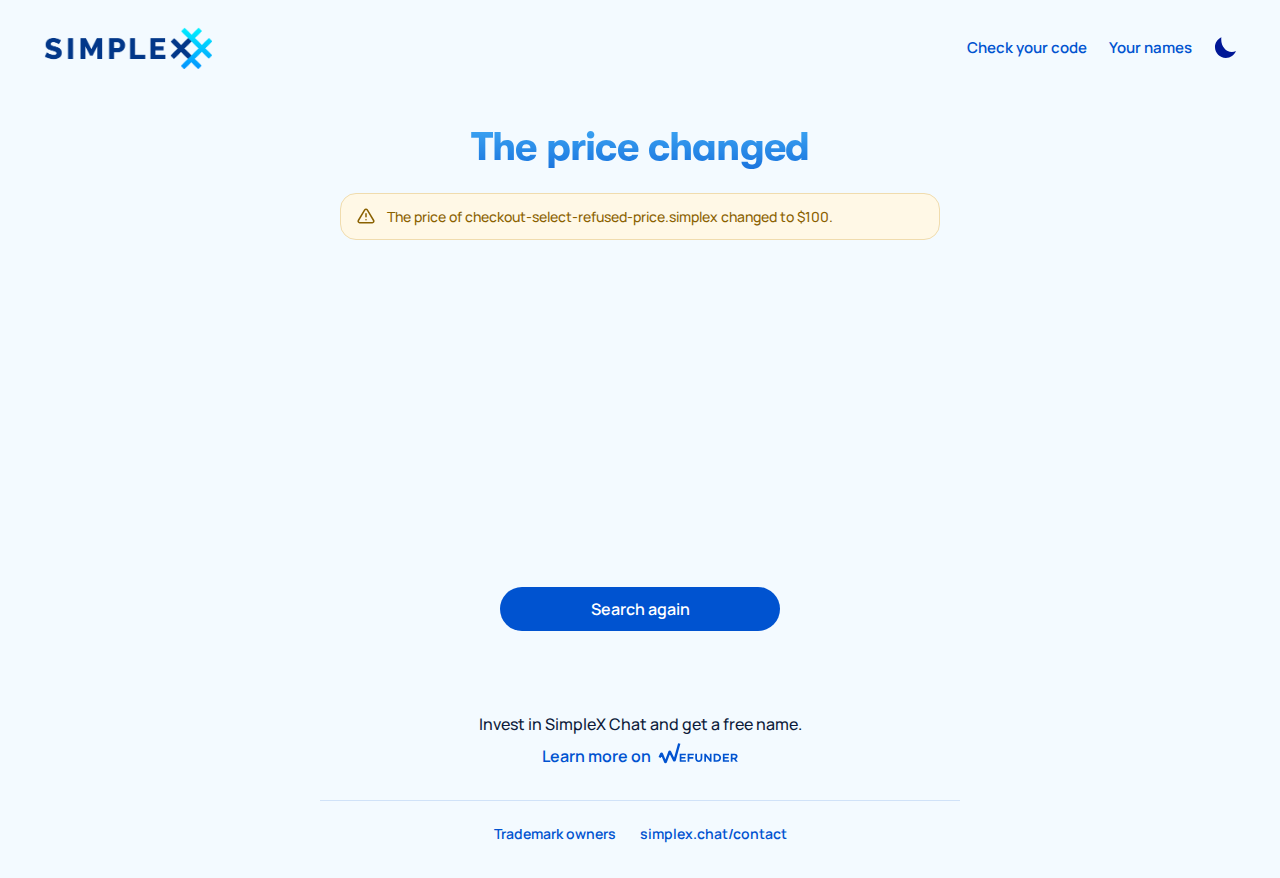 SIMPLEX
Check your code
Your names
The price changed
The price of checkout-select-refused-price.simplex changed to $100.
Search again
Invest in SimpleX Chat and get a free name.
Learn more on WEFUNDER
Trademark owners
simplex.chat/contact